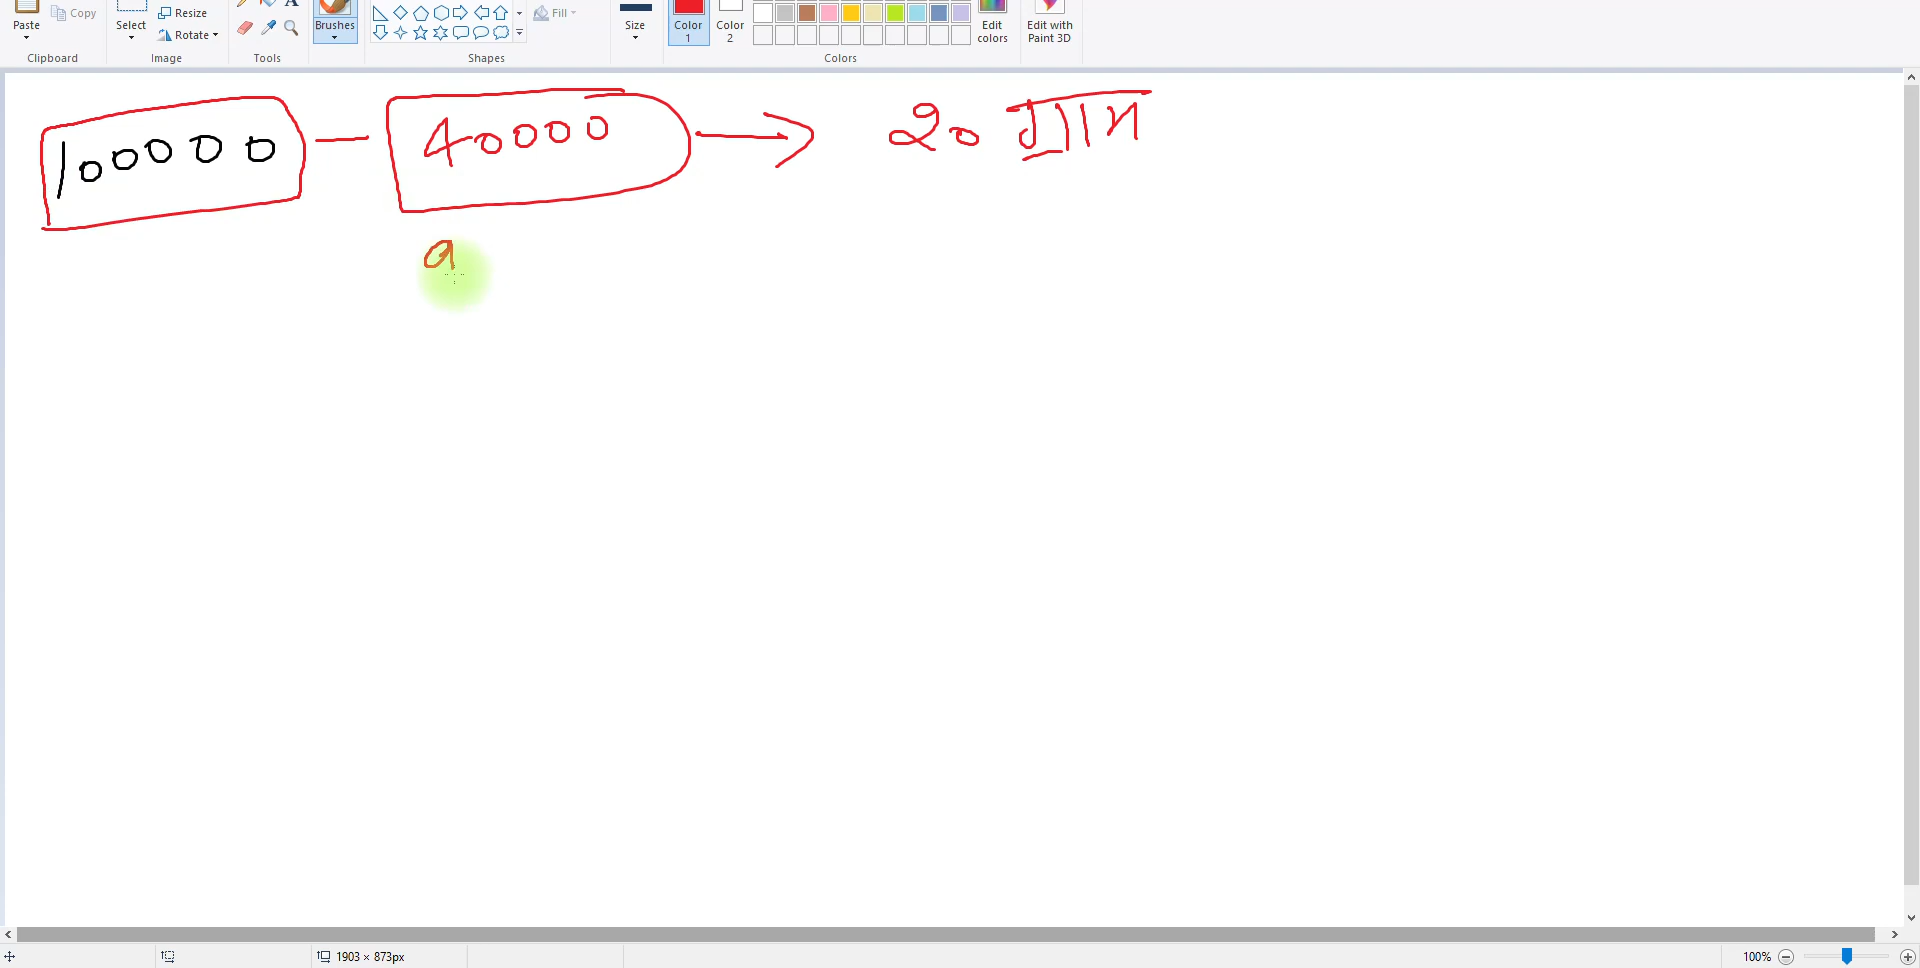 Paste Copy Select Resize Rotate Brushes Fill Size Color 1 Color 2 Edit colors Edit with Paint 3D
Clipboard Image Tools Shapes Colors
100000 — 40000 → ২০
1903 × 873px 100%